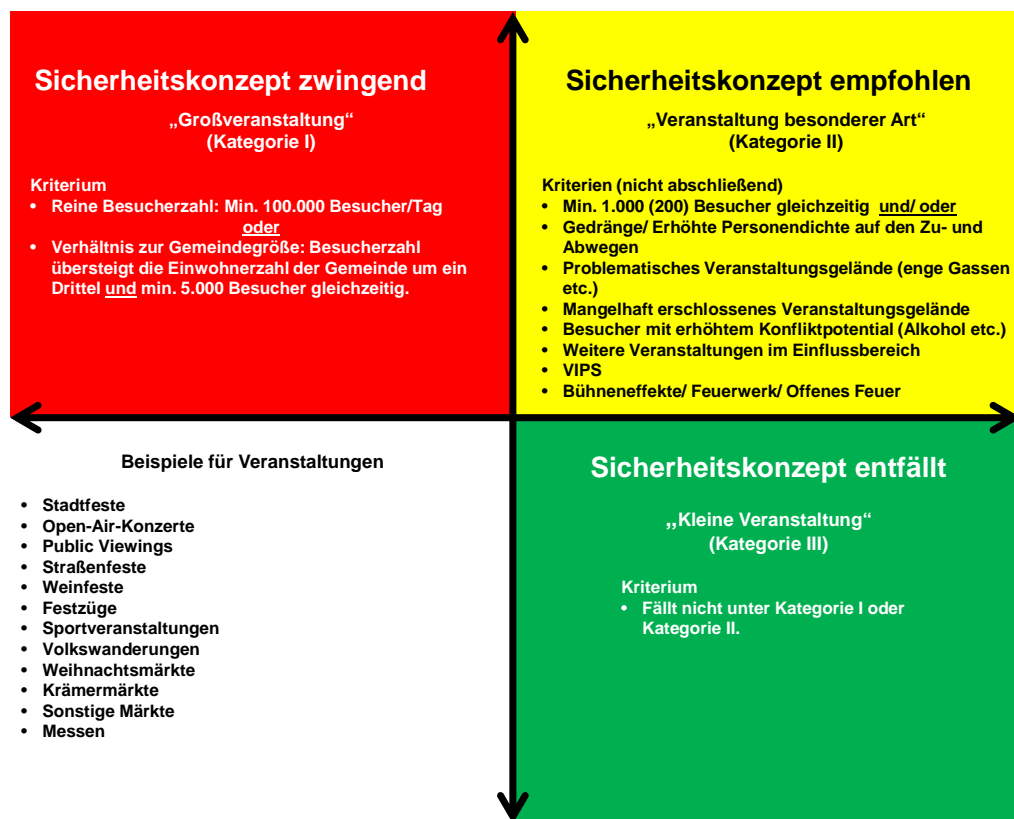 Sicherheitskonzept zwingend
„Großveranstaltung“
(Kategorie I)
Kriterium
• Reine Besucherzahl: Min. 100.000 Besucher/Tag
oder
• Verhältnis zur Gemeindegröße: Besucherzahl
übersteigt die Einwohnerzahl der Gemeinde um ein
Drittel und min. 5.000 Besucher gleichzeitig.
Sicherheitskonzept empfohlen
„Veranstaltung besonderer Art“
(Kategorie II)
Kriterien (nicht abschließend)
• Min. 1.000 (200) Besucher gleichzeitig und/ oder
• Gedränge/ Erhöhte Personendichte auf den Zu- und
Abwegen
• Problematisches Veranstaltungsgelände (enge Gassen
etc.)
• Mangelhaft erschlossenes Veranstaltungsgelände
• Besucher mit erhöhtem Konfliktpotential (Alkohol etc.)
• Weitere Veranstaltungen im Einflussbereich
• VIPS
• Bühneneffekte/ Feuerwerk/ Offenes Feuer
Beispiele für Veranstaltungen
• Stadtfeste
• Open-Air-Konzerte
• Public Viewings
• Straßenfeste
• Weinfeste
• Festzüge
• Sportveranstaltungen
• Volkswanderungen
• Weihnachtsmärkte
• Krämermärkte
• Sonstige Märkte
• Messen
Sicherheitskonzept entfällt
„Kleine Veranstaltung“
(Kategorie III)
Kriterium
• Fällt nicht unter Kategorie I oder
Kategorie II.